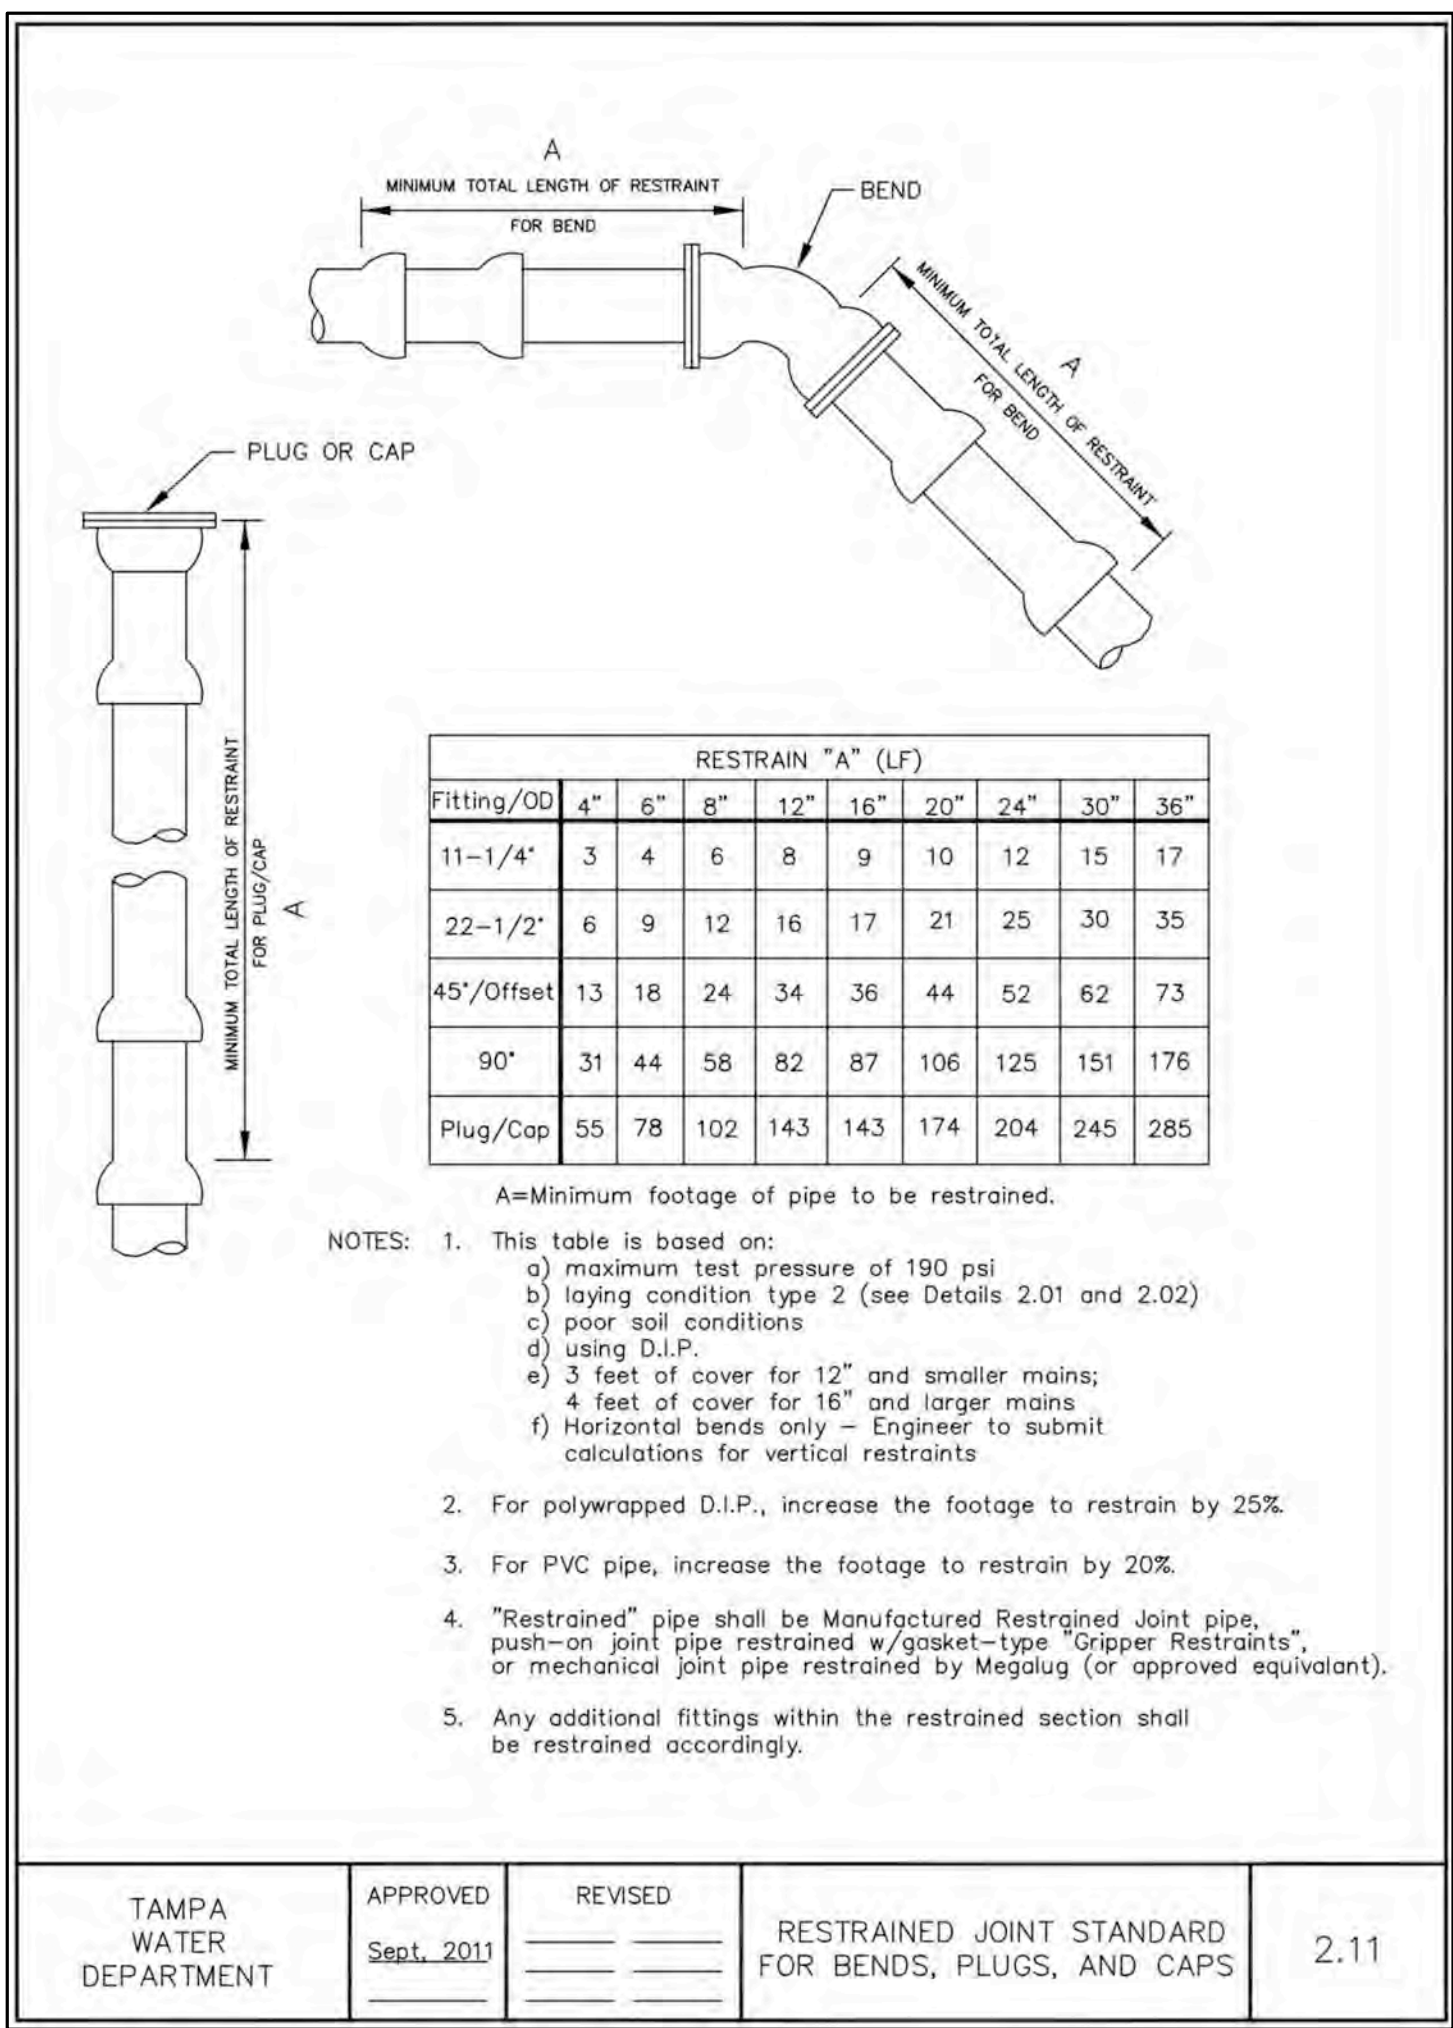 A
MINIMUM TOTAL LENGTH OF RESTRAINT
FOR BEND
BEND
MINIMUM TOTAL LENGTH OF RESTRAINT
FOR BEND
A
PLUG OR CAP
MINIMUM TOTAL LENGTH OF RESTRAINT
FOR PLUG/CAP
A
RESTRAIN "A" (LF)
Fitting/OD 4" 6" 8" 12" 16" 20" 24" 30" 36"
11-1/4° 3 4 6 8 9 10 12 15 17
22-1/2° 6 9 12 16 17 21 25 30 35
45°/Offset 13 18 24 34 36 44 52 62 73
90° 31 44 58 82 87 106 125 151 176
Plug/Cap 55 78 102 143 143 174 204 245 285
A=Minimum footage of pipe to be restrained.
NOTES: 1. This table is based on:
a) maximum test pressure of 190 psi
b) laying condition type 2 (see Details 2.01 and 2.02)
c) poor soil conditions
d) using D.I.P.
e) 3 feet of cover for 12" and smaller mains;
4 feet of cover for 16" and larger mains
f) Horizontal bends only – Engineer to submit
calculations for vertical restraints
2. For polywrapped D.I.P., increase the footage to restrain by 25%.
3. For PVC pipe, increase the footage to restrain by 20%.
4. "Restrained" pipe shall be Manufactured Restrained Joint pipe,
push-on joint pipe restrained w/gasket-type "Gripper Restraints",
or mechanical joint pipe restrained by Megalug (or approved equivalant).
5. Any additional fittings within the restrained section shall
be restrained accordingly.
TAMPA
WATER
DEPARTMENT
APPROVED
Sept, 2011
REVISED
RESTRAINED JOINT STANDARD
FOR BENDS, PLUGS, AND CAPS
2.11